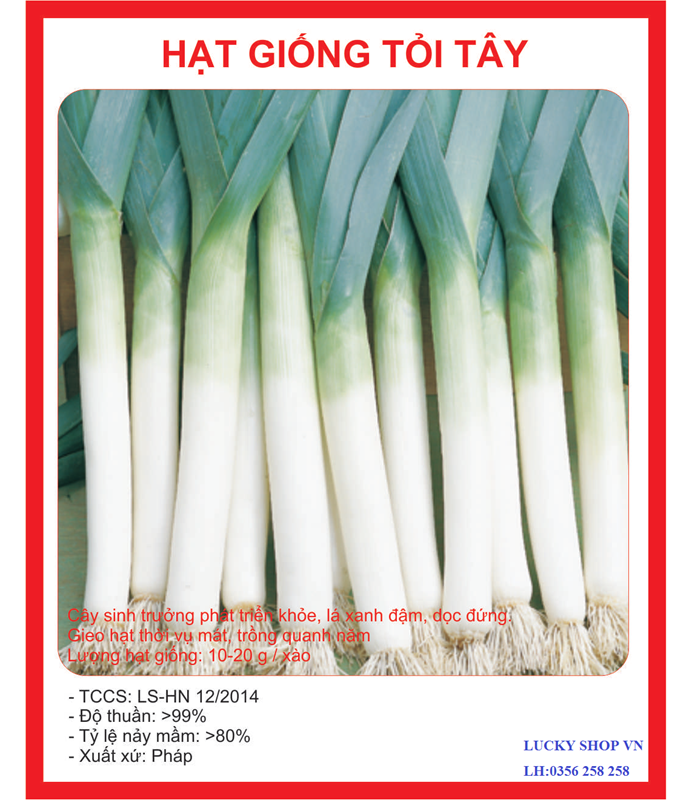 HẠT GIỐNG TỎI TÂY
Cây sinh trưởng phát triển khỏe, lá xanh đậm, dọc đứng.
Gieo hạt thời vụ mát, trồng quanh năm
Lượng hạt giống: 10-20 g / xào
- TCCS: LS-HN 12/2014
- Độ thuần: >99%
- Tỷ lệ nảy mầm: >80%
- Xuất xứ: Pháp
LUCKY SHOP VN
LH:0356 258 258